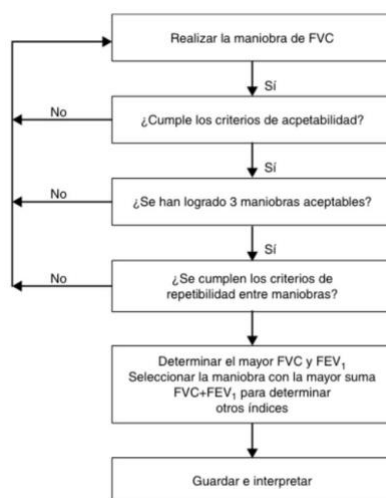 Realizar la maniobra de FVC
Sí
No
¿Cumple los criterios de acpetabilidad?
Sí
No
¿Se han logrado 3 maniobras aceptables?
Sí
No
¿Se cumplen los criterios de
repetibilidad entre maniobras?
Determinar el mayor FVC y FEV₁
Seleccionar la maniobra con la mayor suma
FVC+FEV₁ para determinar
otros índices
Guardar e interpretar